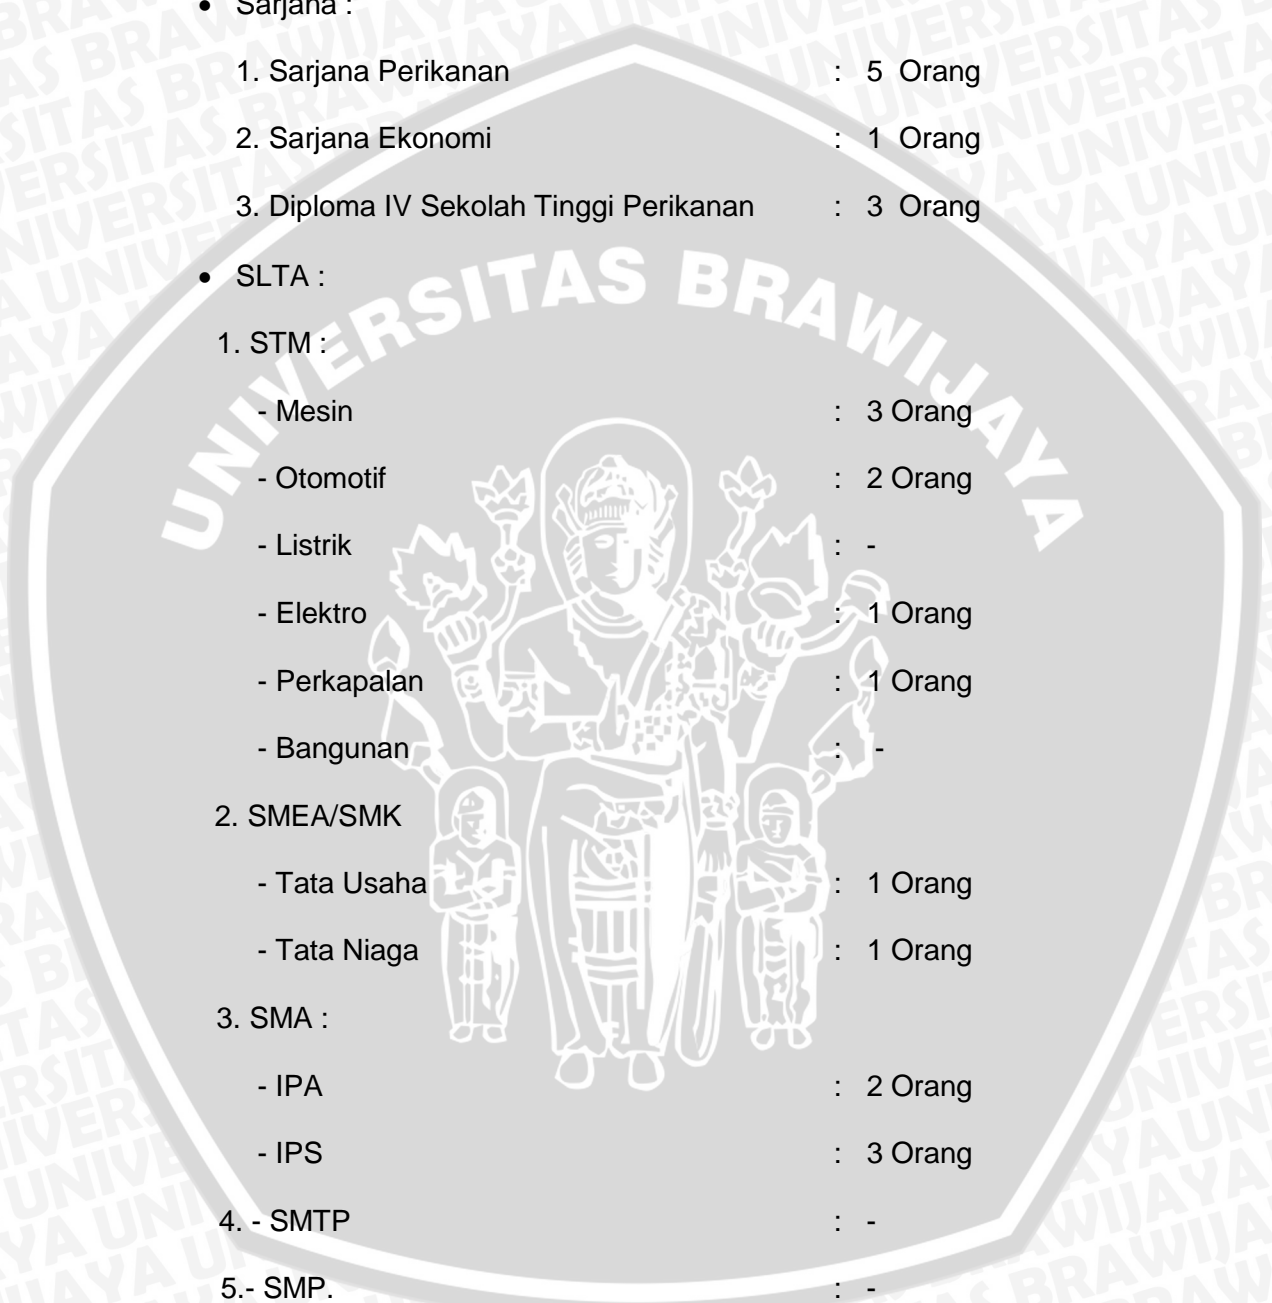 • Sarjana :
1. Sarjana Perikanan : 5 Orang
2. Sarjana Ekonomi : 1 Orang
3. Diploma IV Sekolah Tinggi Perikanan : 3 Orang
• SLTA :
UNIVERSITAS BRAWIJAYA
1. STM :
- Mesin : 3 Orang
- Otomotif : 2 Orang
- Listrik : -
- Elektro : 1 Orang
- Perkapalan : 1 Orang
- Bangunan : -
2. SMEA/SMK
- Tata Usaha : 1 Orang
- Tata Niaga : 1 Orang
3. SMA :
- IPA : 2 Orang
- IPS : 3 Orang
4. - SMTP : -
5.- SMP. : -